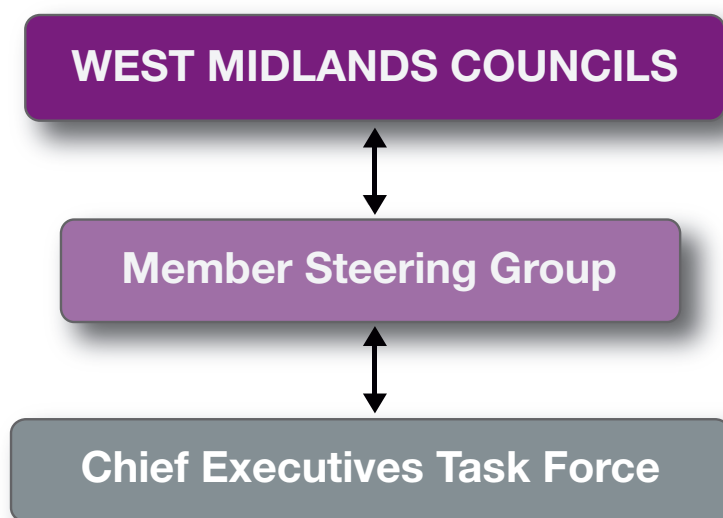 WEST MIDLANDS COUNCILS
Member Steering Group
Chief Executives Task Force